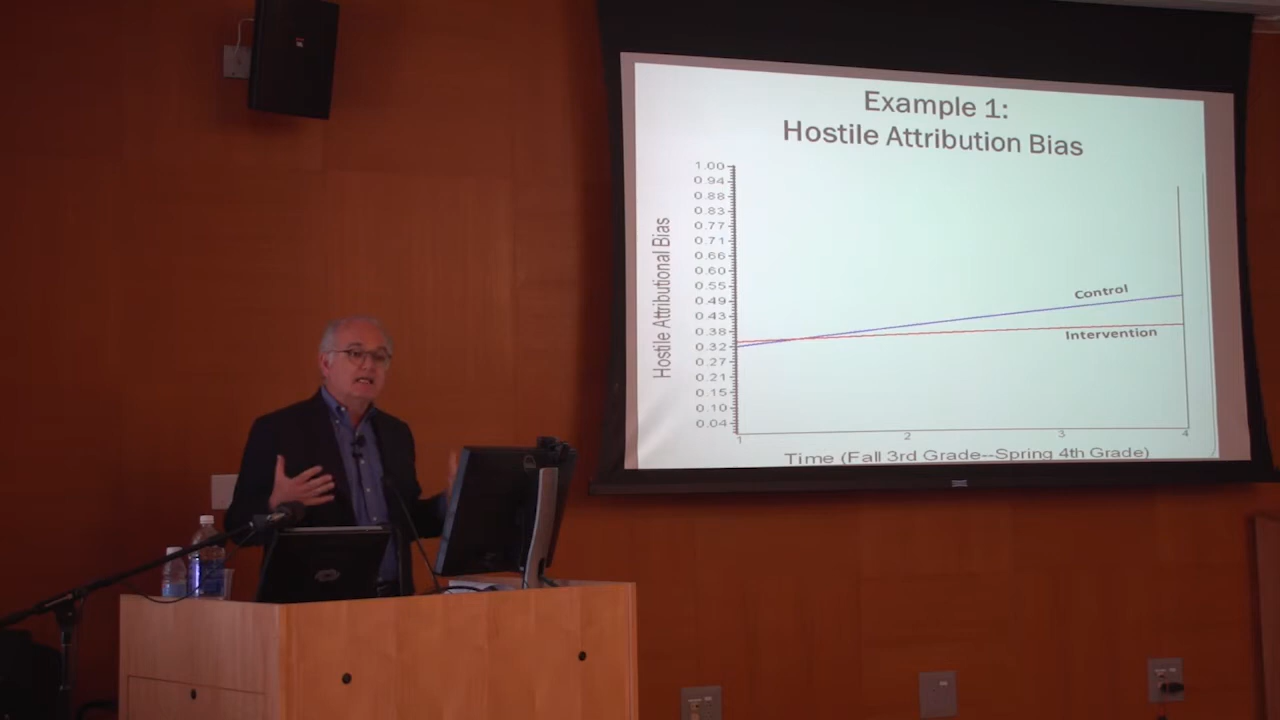 Example 1:
Hostile Attribution Bias
Hostile Attributional Bias
1.00
0.94
0.88
0.83
0.77
0.71
0.66
0.60
0.55
0.49
0.43
0.38
0.32
0.27
0.21
0.15
0.10
0.04
Control
Intervention
1 2 3 4
Time (Fall 3rd Grade--Spring 4th Grade)